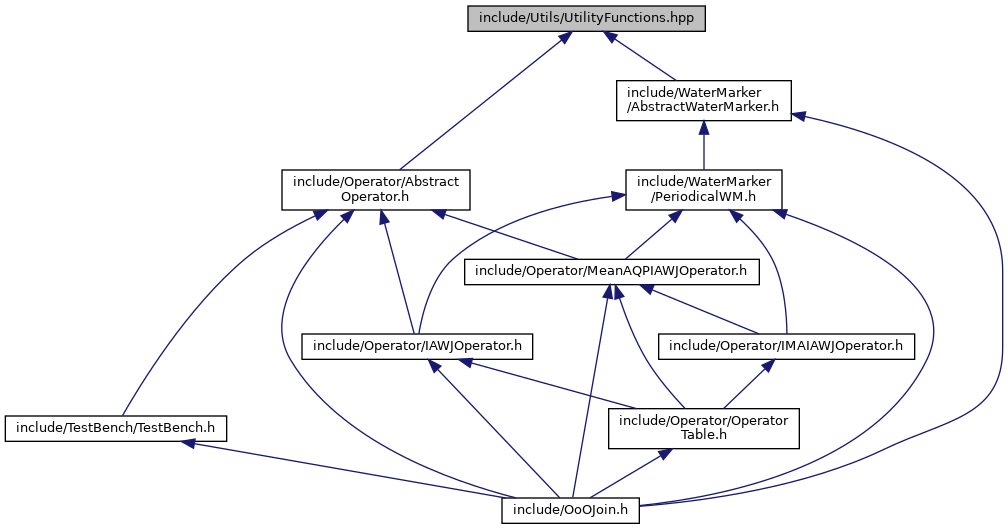 include/Utils/UtilityFunctions.hpp
include/WaterMarker
/AbstractWaterMarker.h
include/Operator/Abstract
Operator.h
include/WaterMarker
/PeriodicalWM.h
include/Operator/MeanAQPIAWJOperator.h
include/Operator/IAWJOperator.h
include/Operator/IMAIAWJOperator.h
include/TestBench/TestBench.h
include/Operator/Operator
Table.h
include/OoOJoin.h